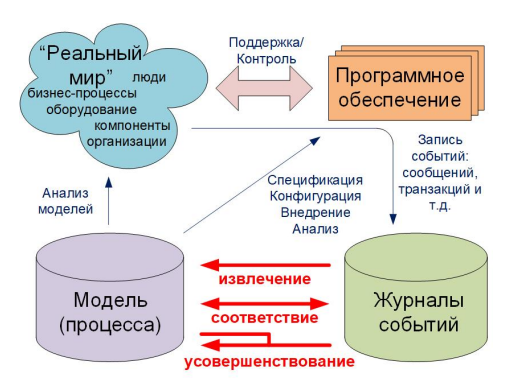 “Реальный
мир” люди
бизнес-процессы
оборудование
компоненты
организации
Поддержка/
Контроль
Программное
обеспечение
Анализ
моделей
Спецификация
Конфигурация
Внедрение
Анализ
Запись
событий:
сообщений,
транзакций и
т.д.
Модель
(процесса)
извлечение
соответствие
усовершенствование
Журналы
событий